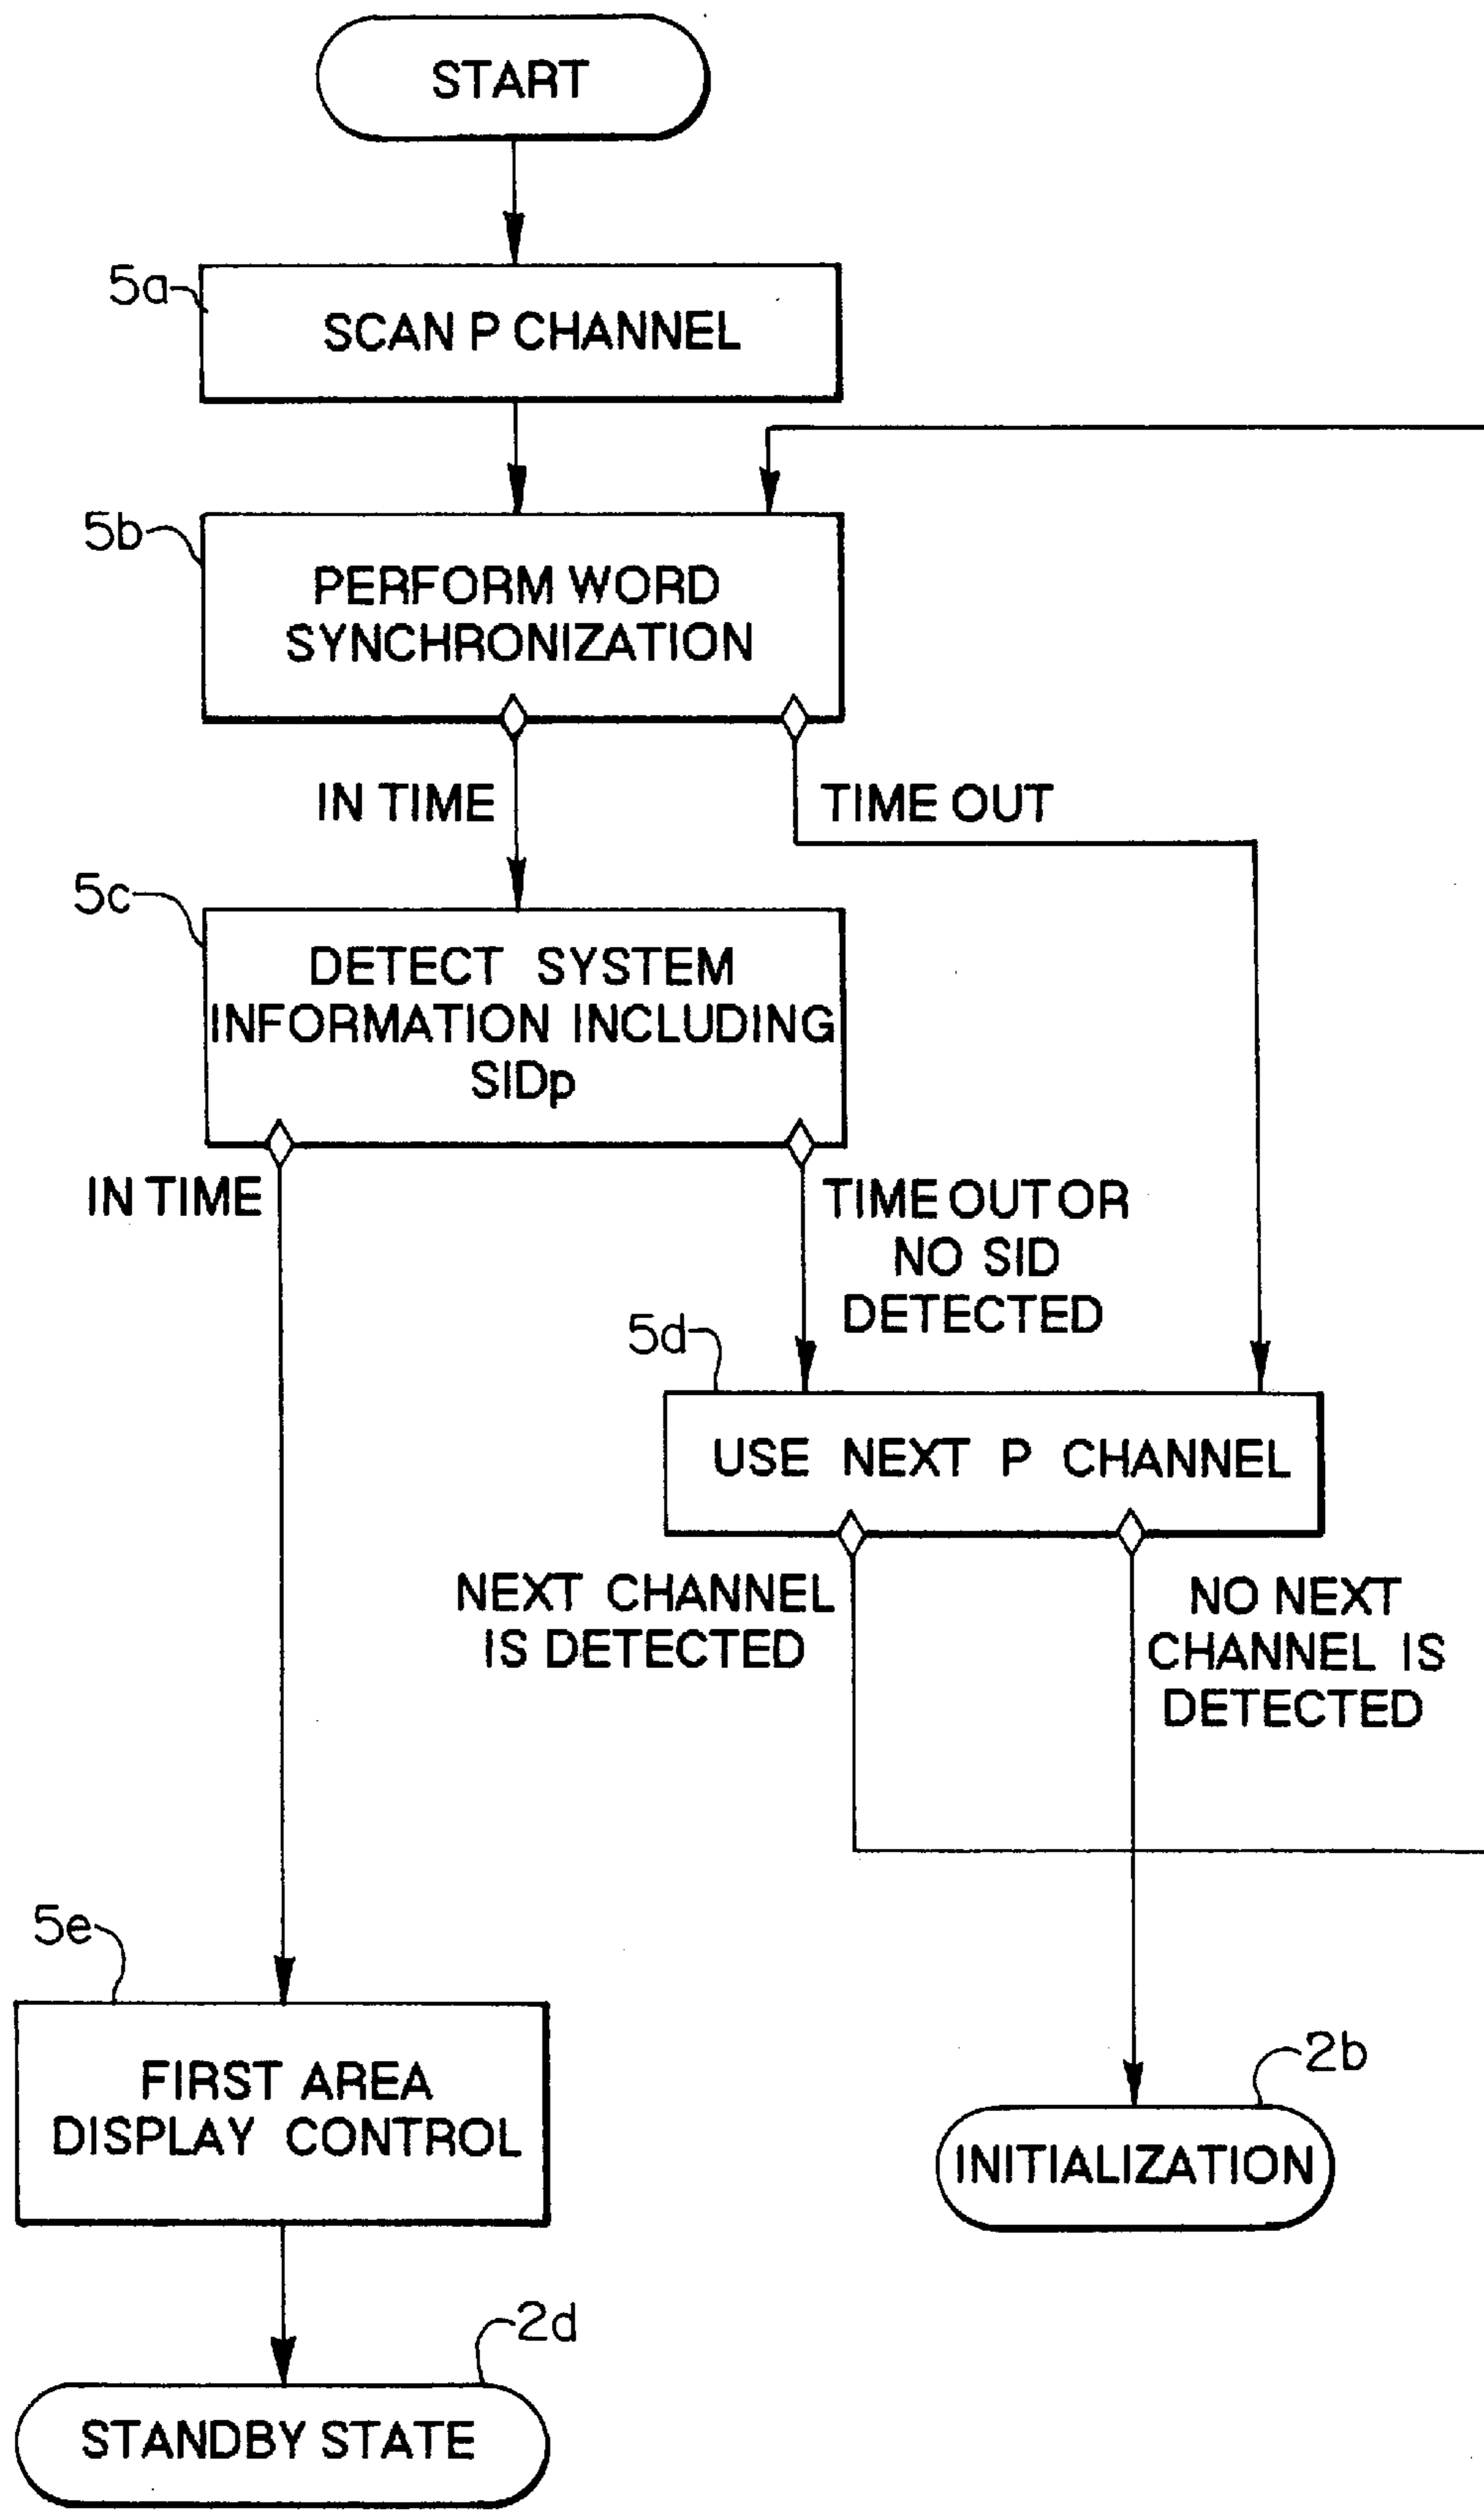 START
5a
SCAN P CHANNEL
5b
PERFORM WORD
SYNCHRONIZATION
IN TIME
TIME OUT
5c
DETECT SYSTEM
INFORMATION INCLUDING
SIDp
IN TIME
TIME OUT OR
NO SID
DETECTED
5d
USE NEXT P CHANNEL
NEXT CHANNEL
IS DETECTED
NO NEXT
CHANNEL IS
DETECTED
5e
FIRST AREA
DISPLAY CONTROL
2b
INITIALIZATION
2d
STANDBY STATE